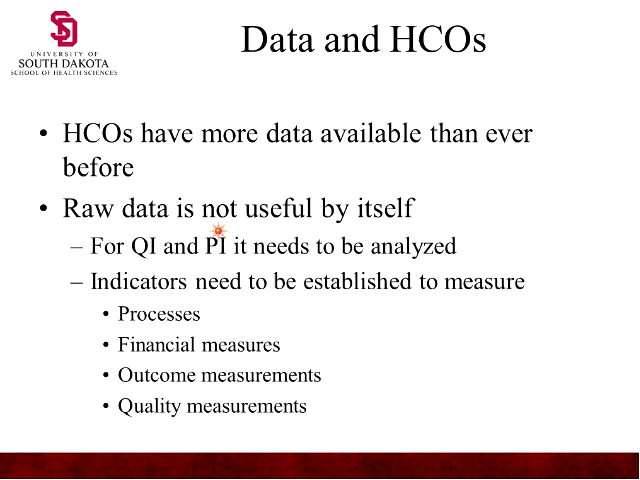 UNIVERSITY OF
SOUTH DAKOTA
SCHOOL OF HEALTH SCIENCES
Data and HCOs
• HCOs have more data available than ever
before
• Raw data is not useful by itself
– For QI and PI it needs to be analyzed
– Indicators need to be established to measure
• Processes
• Financial measures
• Outcome measurements
• Quality measurements